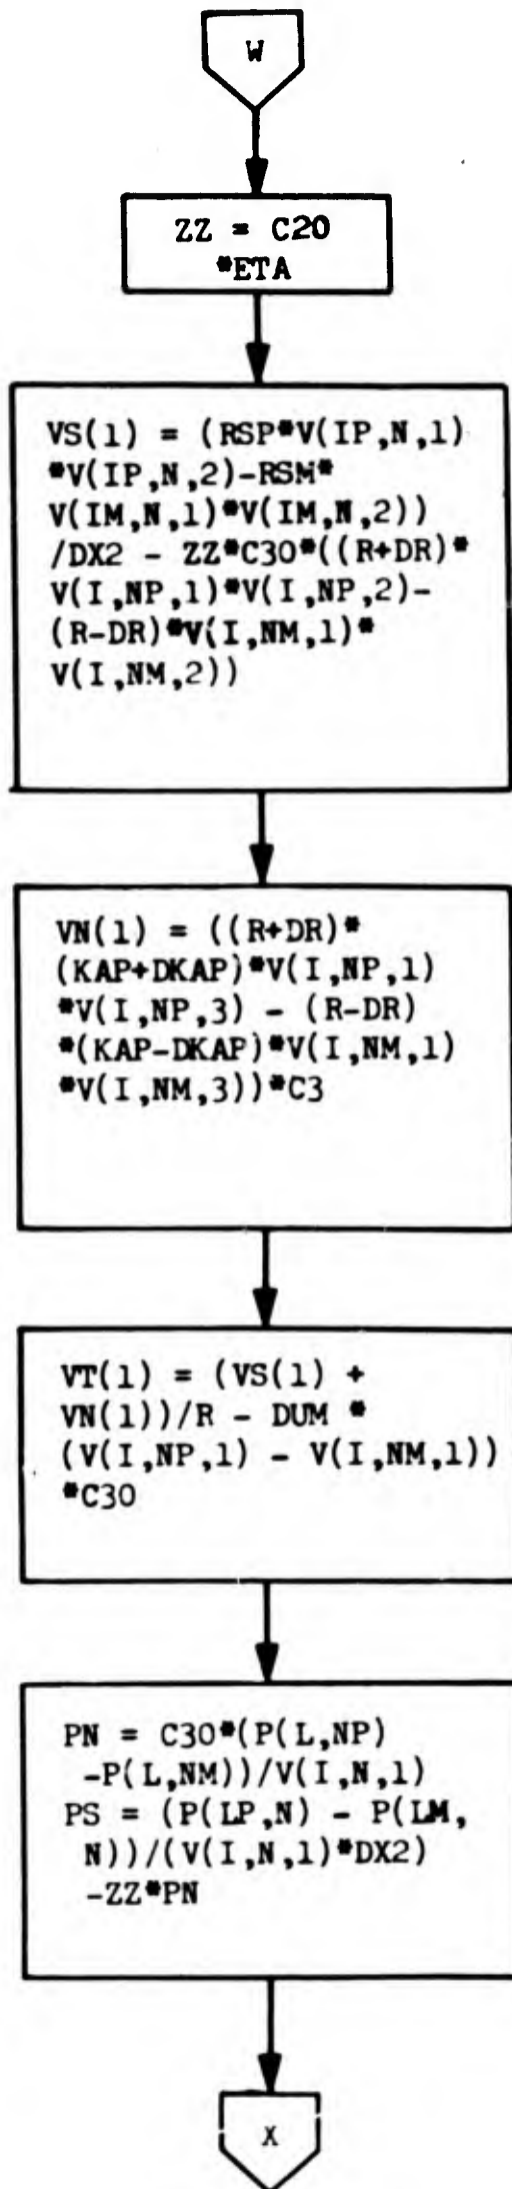 W
ZZ = C20
*ETA
VS(1) = (RSP*V(IP,N,1)
*V(IP,N,2)-RSM*
V(IM,N,1)*V(IM,N,2))
/DX2 - ZZ*C30*((R+DR)*
V(I,NP,1)*V(I,NP,2)-
(R-DR)*V(I,NM,1)*
V(I,NM,2))
VN(1) = ((R+DR)*
(KAP+DKAP)*V(I,NP,1)
*V(I,NP,3) - (R-DR)
*(KAP-DKAP)*V(I,NM,1)
*V(I,NM,3))*C3
VT(1) = (VS(1) +
VN(1))/R - DUM *
(V(I,NP,1) - V(I,NM,1))
*C30
PN = C30*(P(L,NP)
-P(L,NM))/V(I,N,1)
PS = (P(LP,N) - P(LM,
N))/(V(I,N,1)*DX2)
-ZZ*PN
X